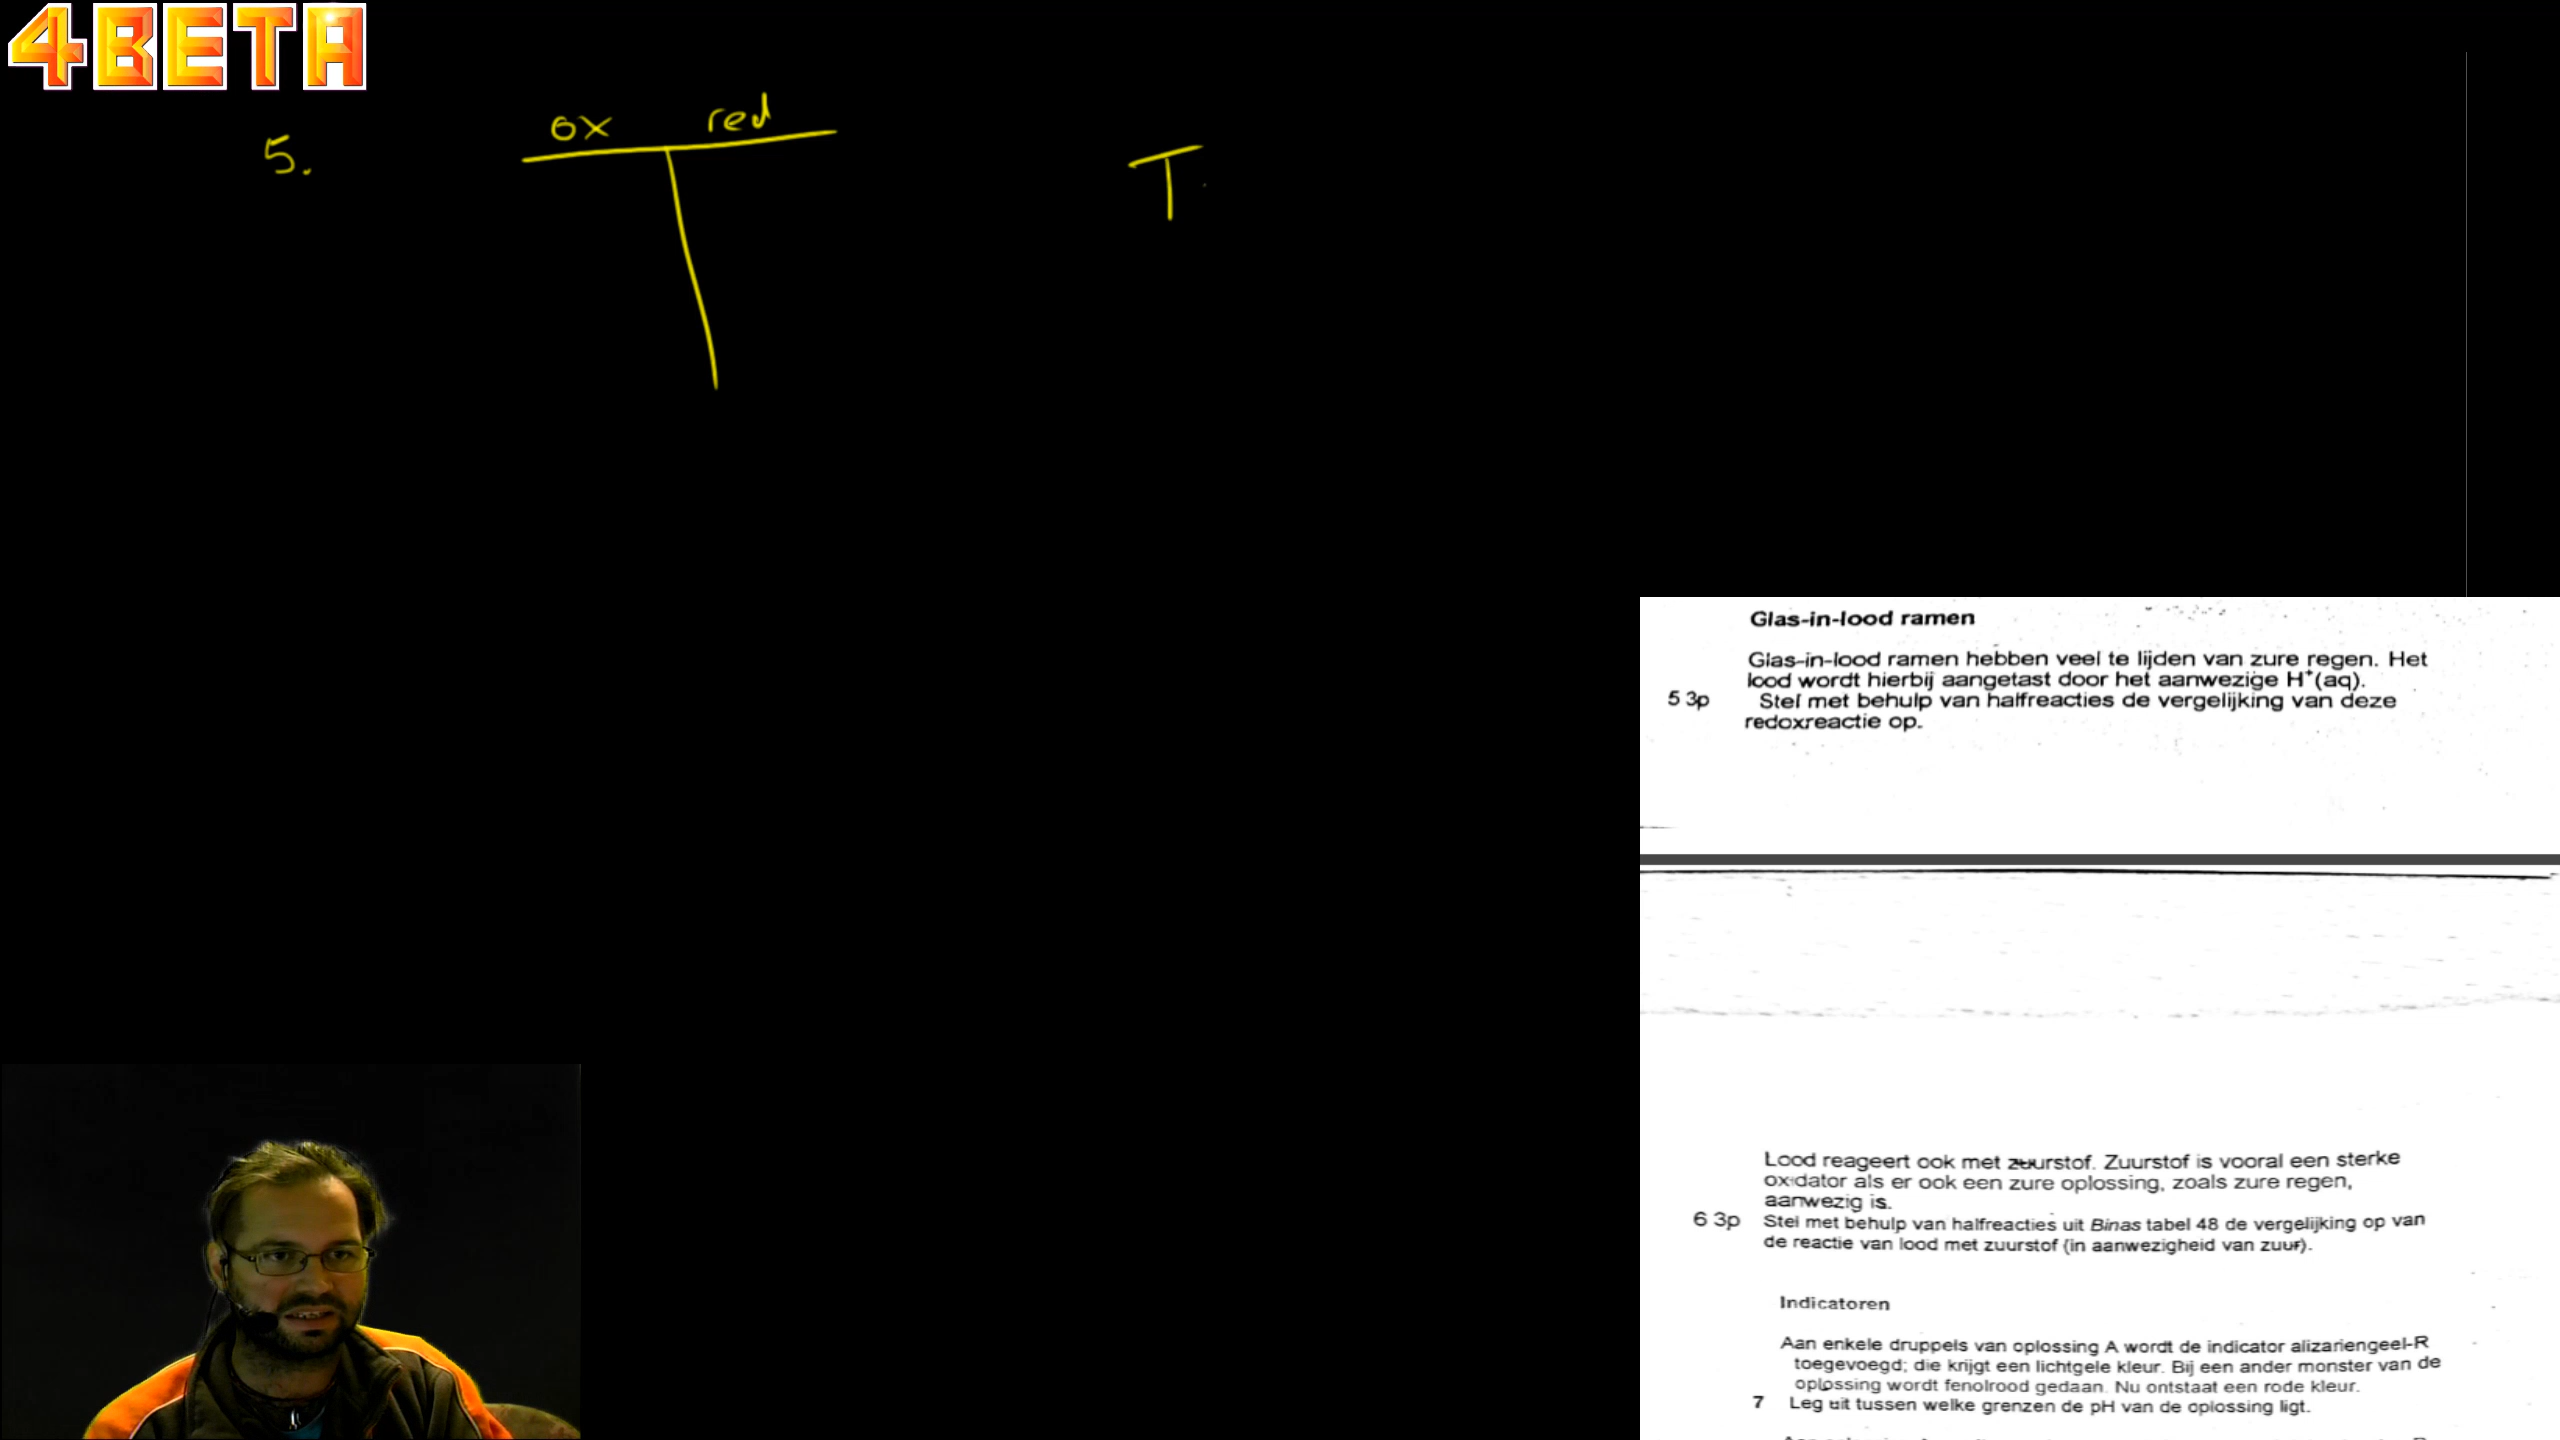 4BETA
5.
ox red
T
Glas-in-lood ramen
Glas-in-lood ramen hebben veel te lijden van zure regen. Het
lood wordt hierbij aangetast door het aanwezige H⁺(aq).
5 3p Stel met behulp van halfreacties de vergelijking van deze
redoxreactie op.
Lood reageert ook met zuurstof. Zuurstof is vooral een sterke
oxidator als er ook een zure oplossing, zoals zure regen,
aanwezig is.
6 3p Stel met behulp van halfreacties uit Binas tabel 48 de vergelijking op van
de reactie van lood met zuurstof (in aanwezigheid van zuur).
Indicatoren
Aan enkele druppels van oplossing A wordt de indicator alizariengeel-R
toegevoegd; die krijgt een lichtgele kleur. Bij een ander monster van de
oplossing wordt fenolrood gedaan. Nu ontstaat een rode kleur.
7 Leg uit tussen welke grenzen de pH van de oplossing ligt.